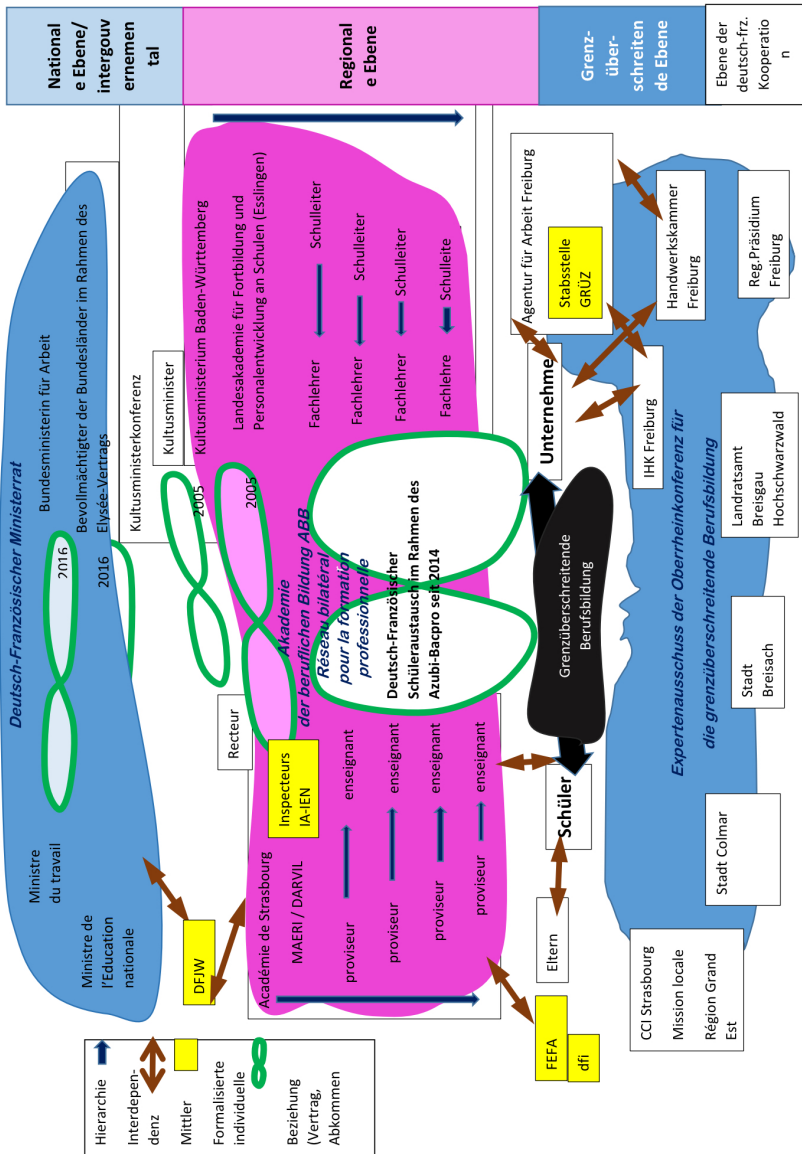 Deutsch-Französischer Ministerrat
Ministre
du travail
Ministre de
l'Education
nationale
2016
2016
Bundesministerin für Arbeit
Bevollmächtigter der Bundesländer im Rahmen des
Elysée-Vertrags
National
e Ebene/
intergouv
ernemen
tal
DFJW
Kultusministerkonferenz
Recteur
2005
Kultusminister
Kultusministerium Baden-Württemberg
Académie de Strasbourg
MAERI / DARVIL
Inspecteurs
IA-IEN
2005
Landesakademie für Fortbildung und
Personalentwicklung an Schulen (Esslingen)
Akademie
der beruflichen Bildung ABB
Réseau bilatéral
pour la formation
professionnelle
Regional
e Ebene
proviseur
enseignant
Fachlehrer
Schulleiter
proviseur
enseignant
Fachlehrer
Schulleiter
proviseur
enseignant
Fachlehrer
Schulleiter
proviseur
enseignant
Fachlehre
Schulleite
Deutsch-Französischer
Schüleraustausch im Rahmen des
Azubi-Bacpro seit 2014
FEFA
dfi
Eltern
Schüler
Grenzüberschreitende
Berufsbildung
Unternehme
Agentur für Arbeit Freiburg
Stabsstelle
GRÜZ
Grenz-
über-
schreiten
de Ebene
IHK Freiburg
Handwerkskammer
Freiburg
CCI Strasbourg
Mission locale
Région Grand
Est
Expertenausschuss der Oberrheinkonferenz für
die grenzüberschreitende Berufsbildung
Stadt Colmar
Stadt
Breisach
Landratsamt
Breisgau
Hochschwarzwald
Reg.Präsidium
Freiburg
Ebene der
deutsch-frz.
Kooperatio
n
Hierarchie
Interdepen-
denz
Mittler
Formalisierte
individuelle
Beziehung
(Vertrag,
Abkommen